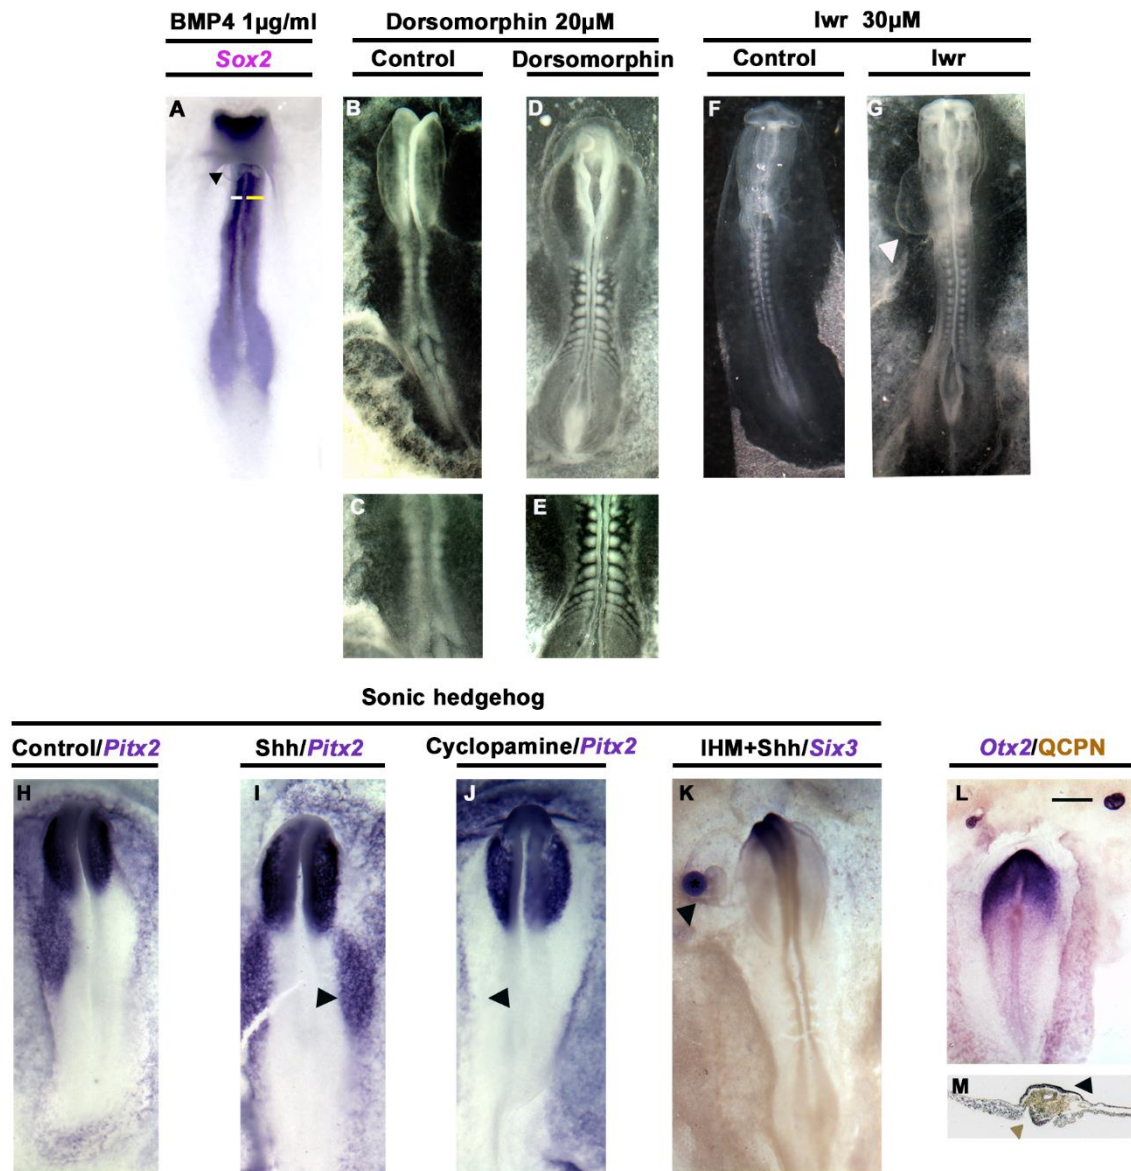 BMP4 1µg/ml
Dorsomorphin 20µM
Iwr 30µM
Sox2
Control
Dorsomorphin
Control
Iwr
A
B
D
F
G
C
E
Sonic hedgehog
Control/Pitx2
Shh/Pitx2
Cyclopamine/Pitx2
IHM+Shh/Six3
Otx2/QCPN
H
I
J
K
L
M